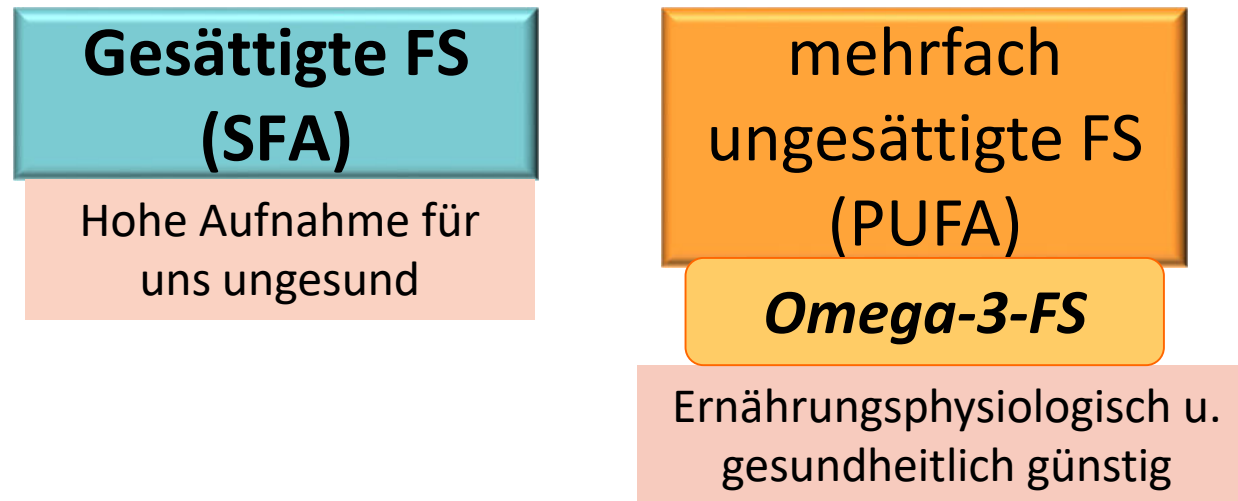 Gesättigte FS
(SFA)
Hohe Aufnahme für
uns ungesund
mehrfach
ungesättigte FS
(PUFA)
Omega-3-FS
Ernährungsphysiologisch u.
gesundheitlich günstig